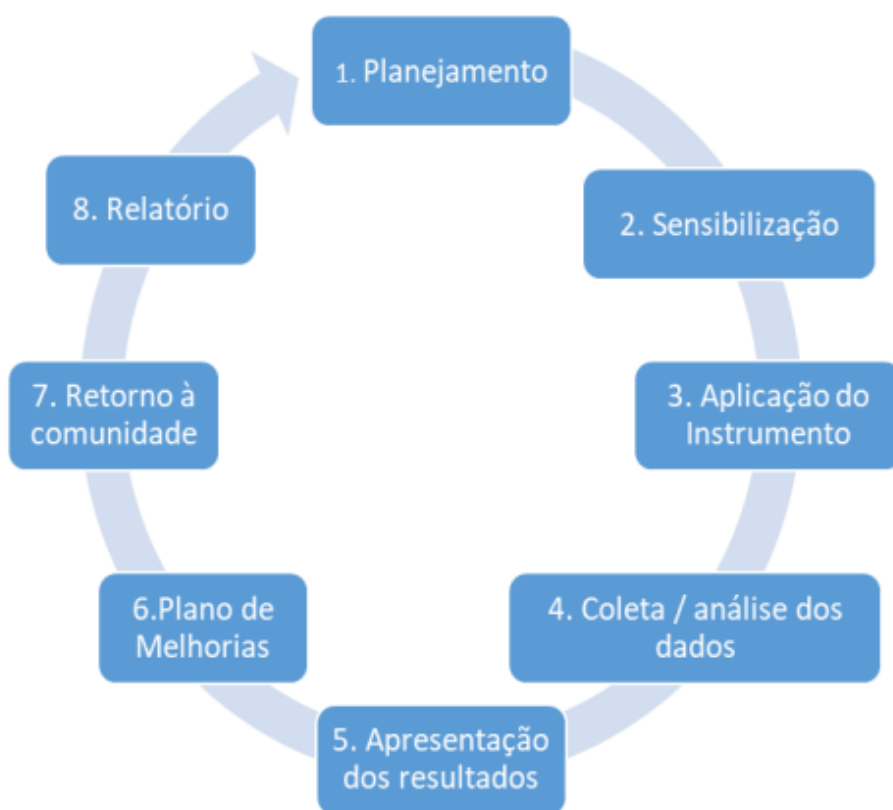 1. Planejamento
2. Sensibilização
3. Aplicação do
Instrumento
4. Coleta / análise dos
dados
5. Apresentação
dos resultados
6.Plano de
Melhorias
7. Retorno à
comunidade
8. Relatório